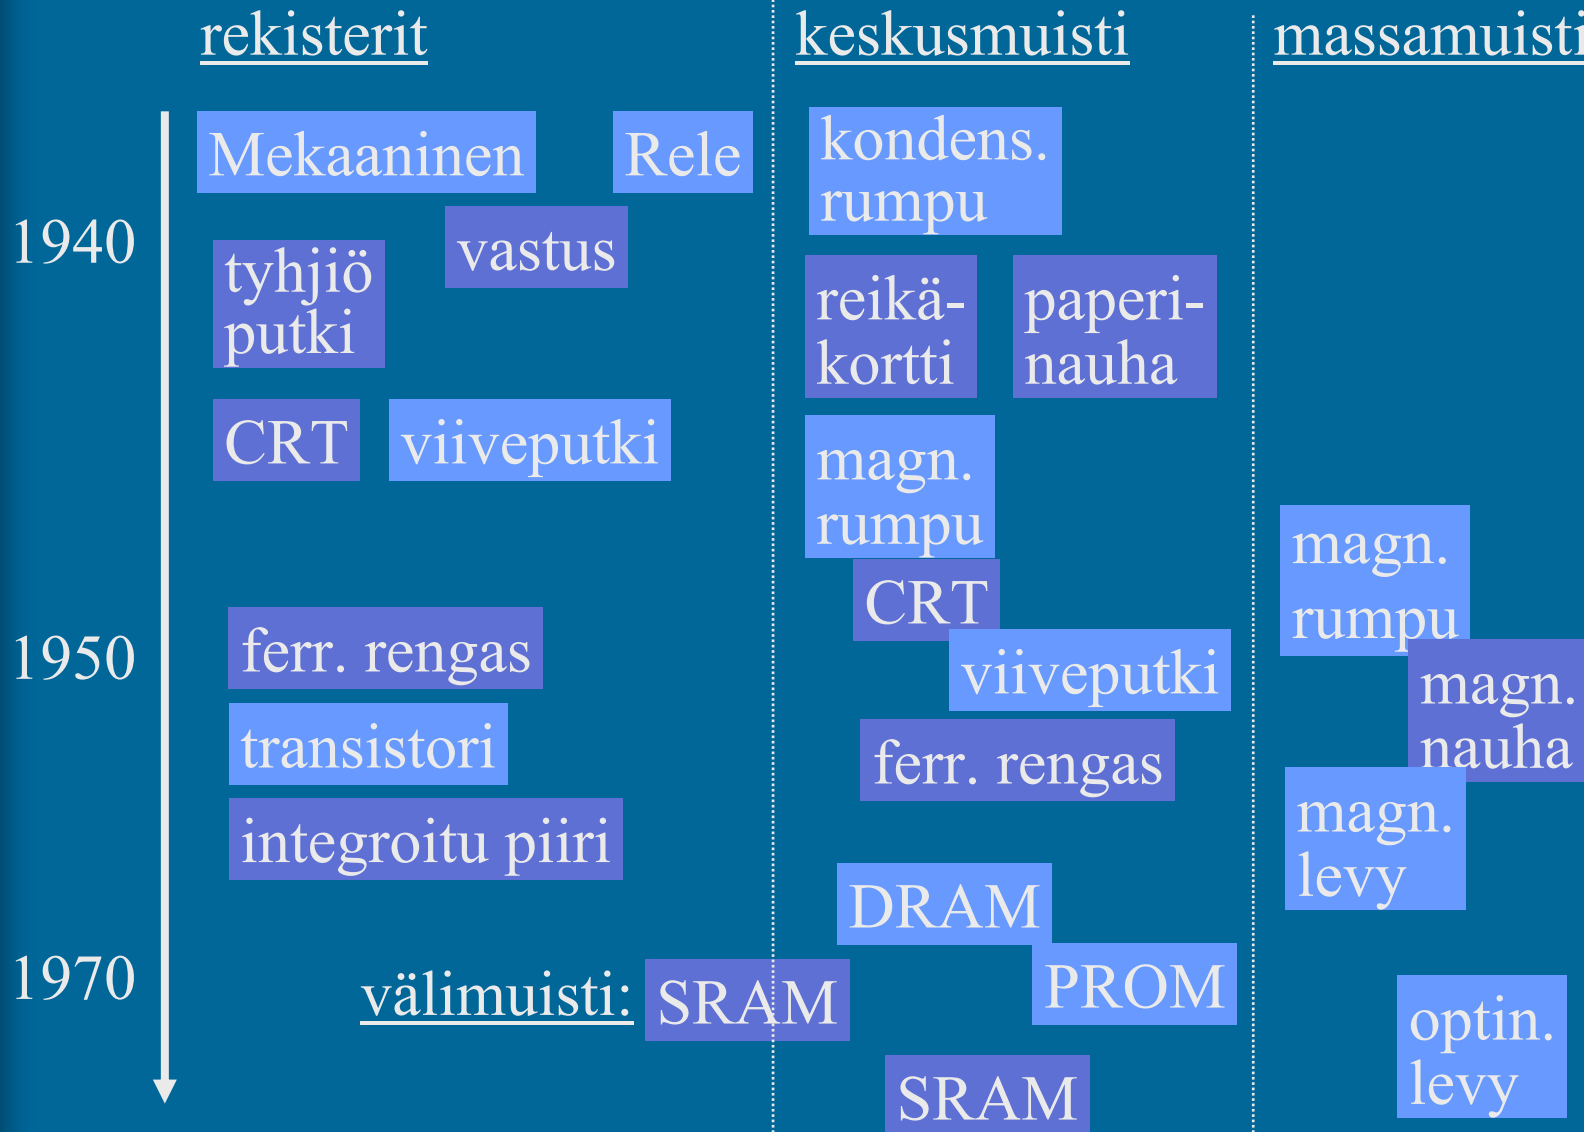 rekisterit
keskusmuisti
massamuisti
Mekaaninen
Rele
kondens.
rumpu
1940
vastus
tyhjiö
putki
reikä-
kortti
paperi-
nauha
CRT
viiveputki
magn.
rumpu
CRT
magn.
rumpu
1950
ferr. rengas
viiveputki
magn.
nauha
transistori
ferr. rengas
magn.
levy
integroitu piiri
DRAM
1970
välimuisti:
SRAM
PROM
optin.
levy
SRAM